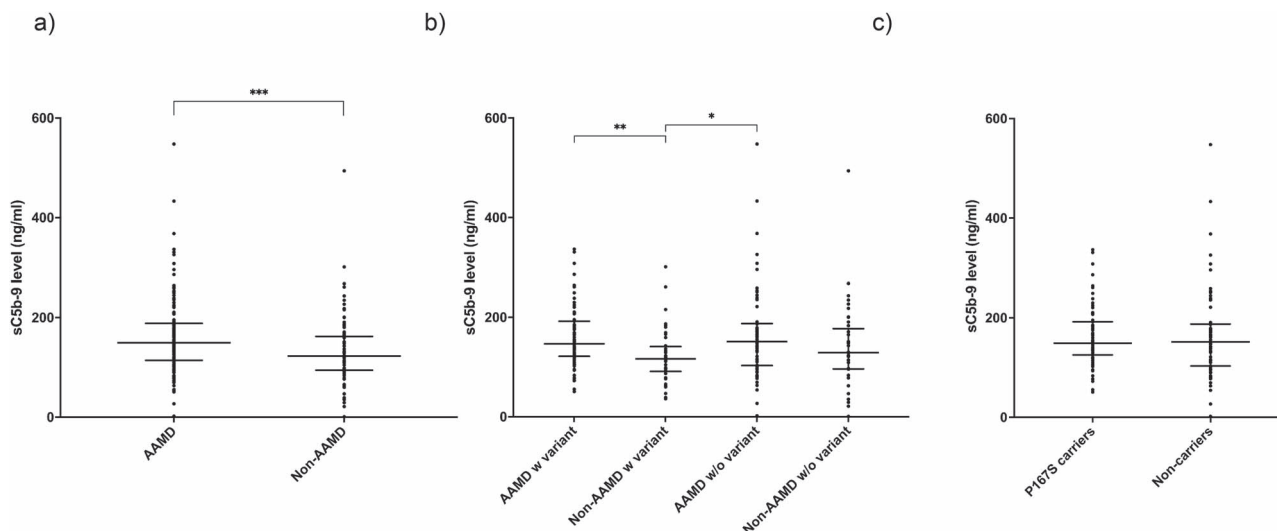 a)
***
sC5b-9 level (ng/ml)
600
400
200
0
AAMD
Non-AAMD
b)
**
*
sC5b-9 level (ng/ml)
600
400
200
0
AAMD w variant
Non-AAMD w variant
AAMD w/o variant
Non-AAMD w/o variant
c)
sC5b-9 level (ng/ml)
600
400
200
0
P167S carriers
Non-carriers